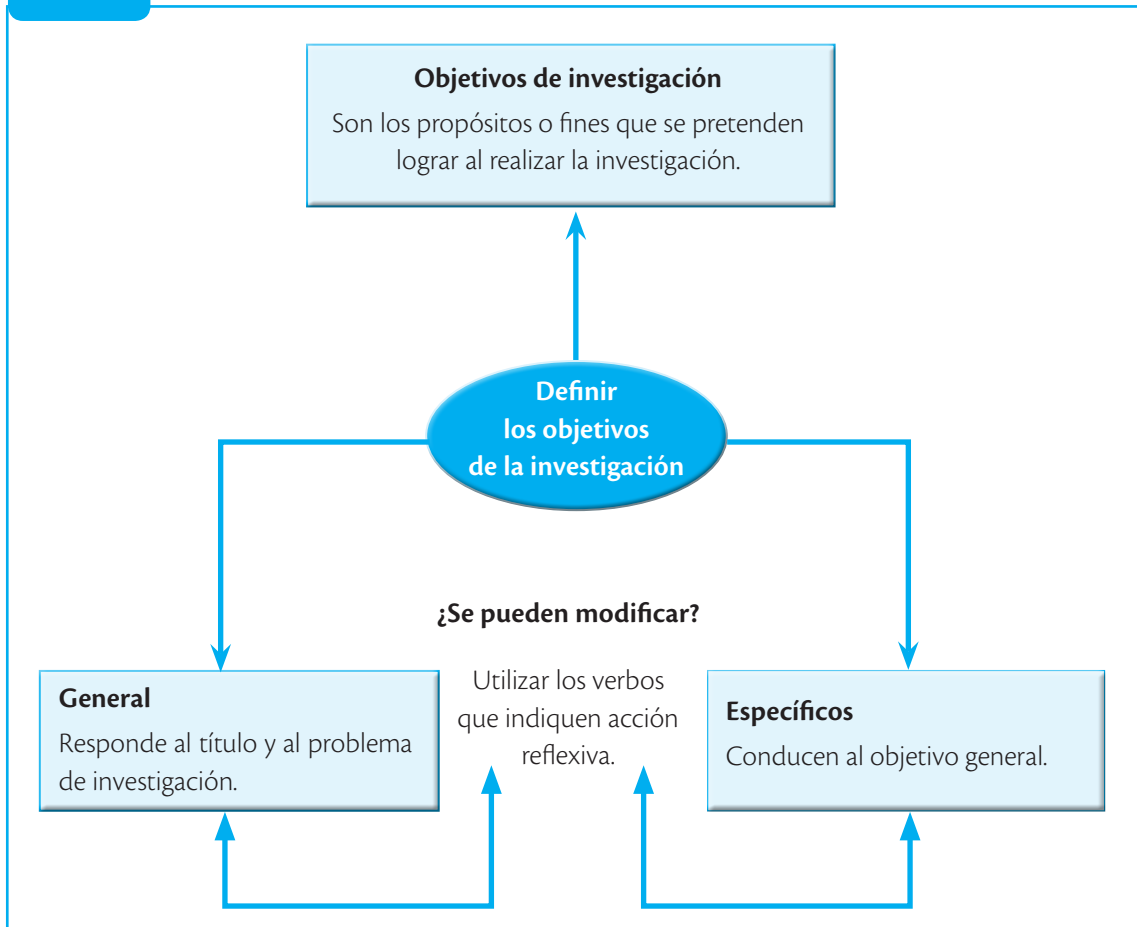 Objetivos de investigación
Son los propósitos o fines que se pretenden
lograr al realizar la investigación.
Definir
los objetivos
de la investigación
¿Se pueden modificar?
General
Responde al título y al problema
de investigación.
Utilizar los verbos
que indiquen acción
reflexiva.
Específicos
Conducen al objetivo general.